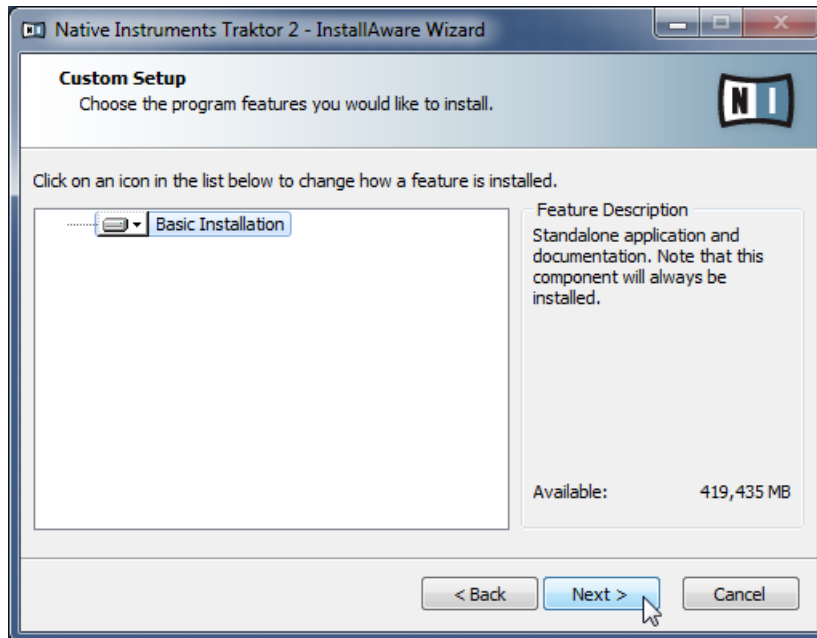 Native Instruments Traktor 2 - InstallAware Wizard
Custom Setup
Choose the program features you would like to install.
NI
Click on an icon in the list below to change how a feature is installed.
Basic Installation
Feature Description
Standalone application and
documentation. Note that this
component will always be
installed.
Available: 419,435 MB
< Back Next > Cancel